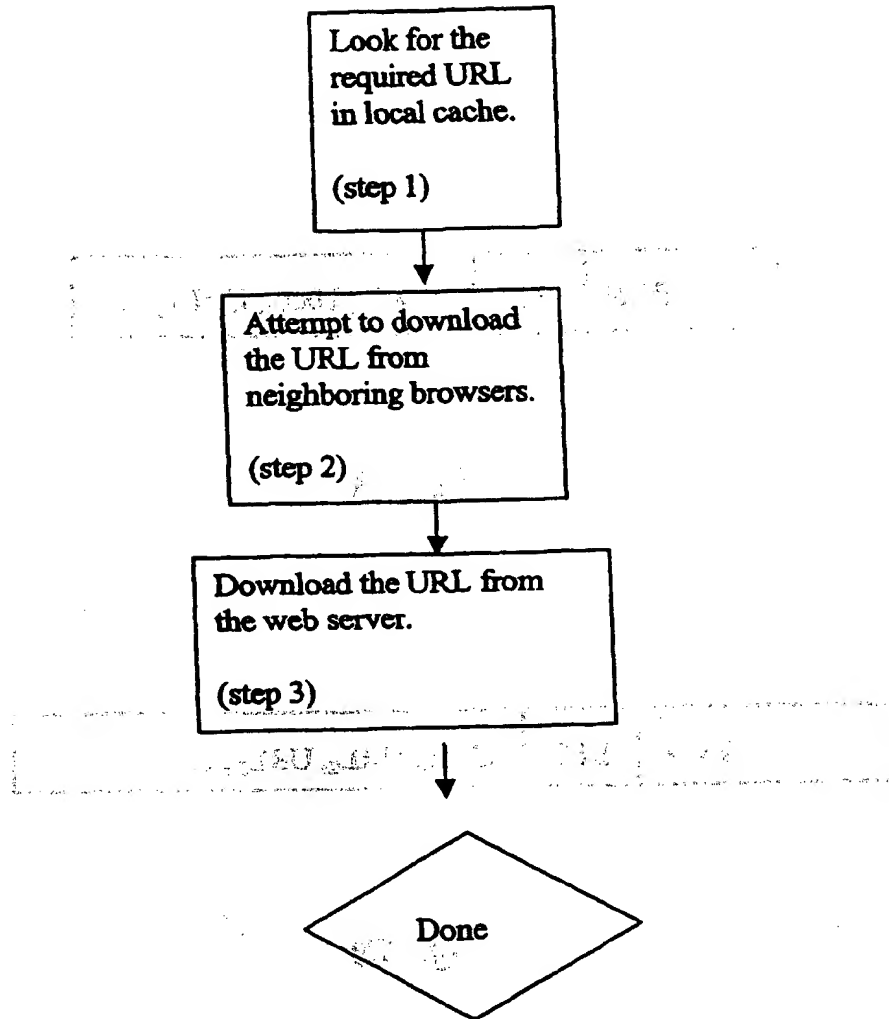 Look for the
required URL
in local cache.
(step 1)
Attempt to download
the URL from
neighboring browsers.
(step 2)
Download the URL from
the web server.
(step 3)
Done